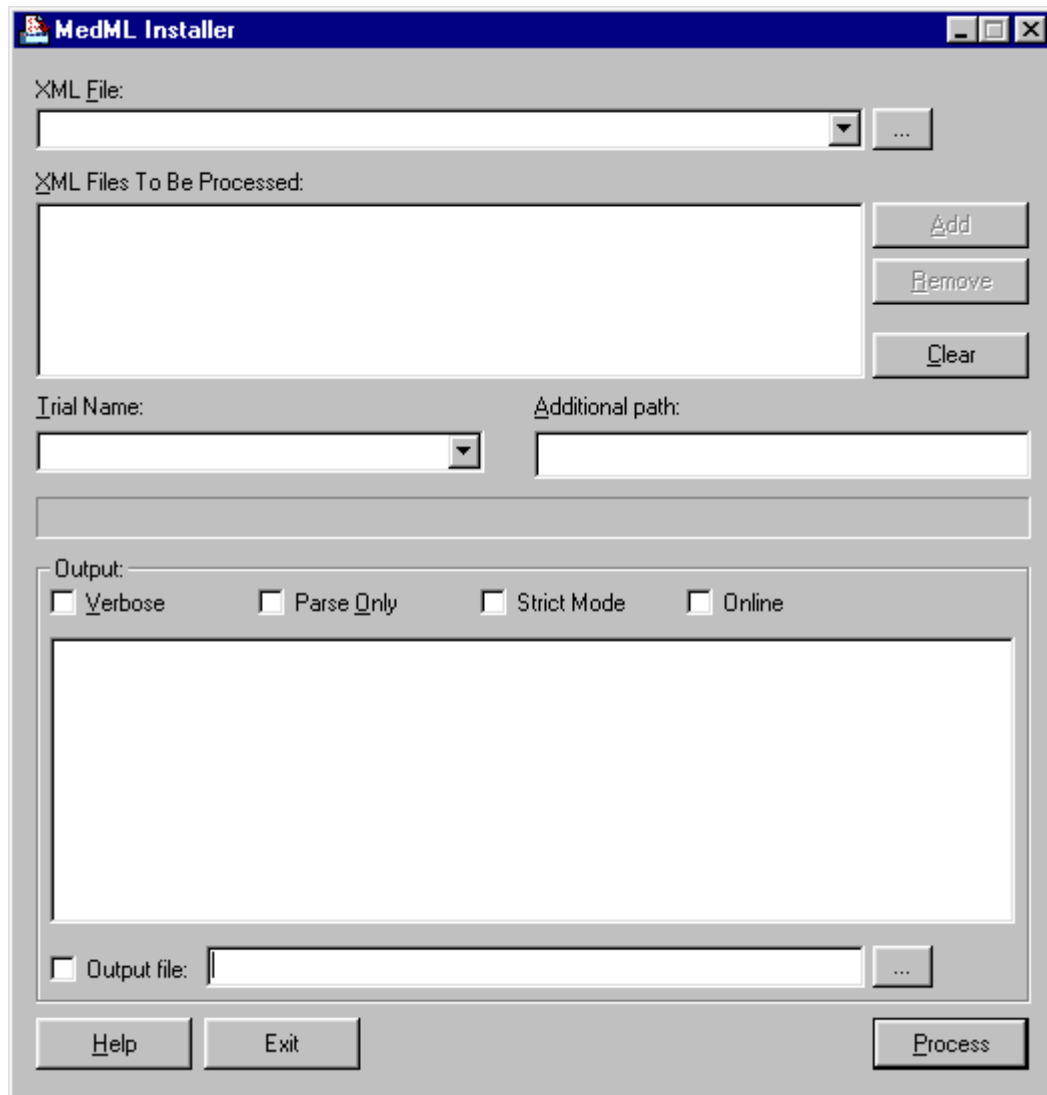 MedML Installer
XML File:
...
XML Files To Be Processed:
Add
Remove
Clear
Trial Name: Additional path:
Output:
Verbose Parse Only Strict Mode Online
Output file: ...
Help Exit Process